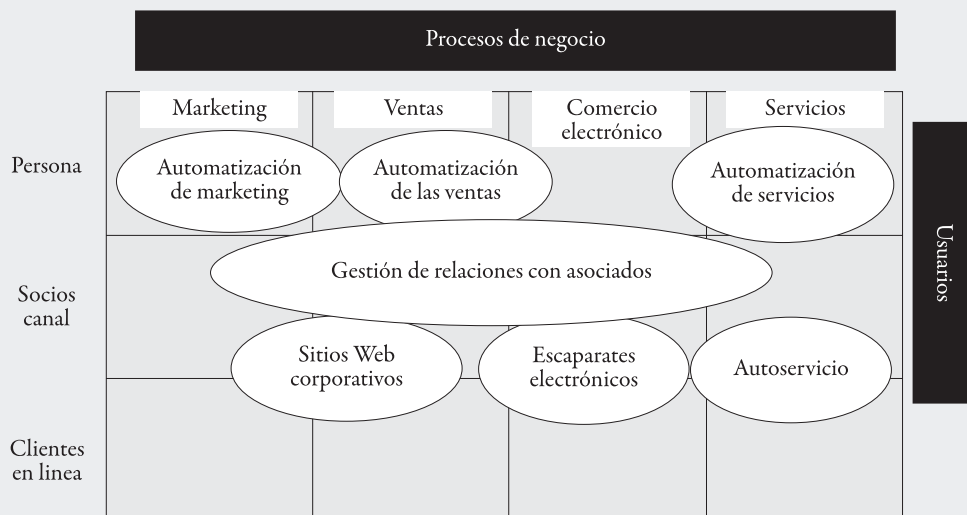 Procesos de negocio
Marketing
Ventas
Comercio
electrónico
Servicios
Persona
Automatización
de marketing
Automatización
de las ventas
Automatización
de servicios
Usuarios
Socios
canal
Gestión de relaciones con asociados
Sitios Web
corporativos
Escaparates
electrónicos
Autoservicio
Clientes
en linea